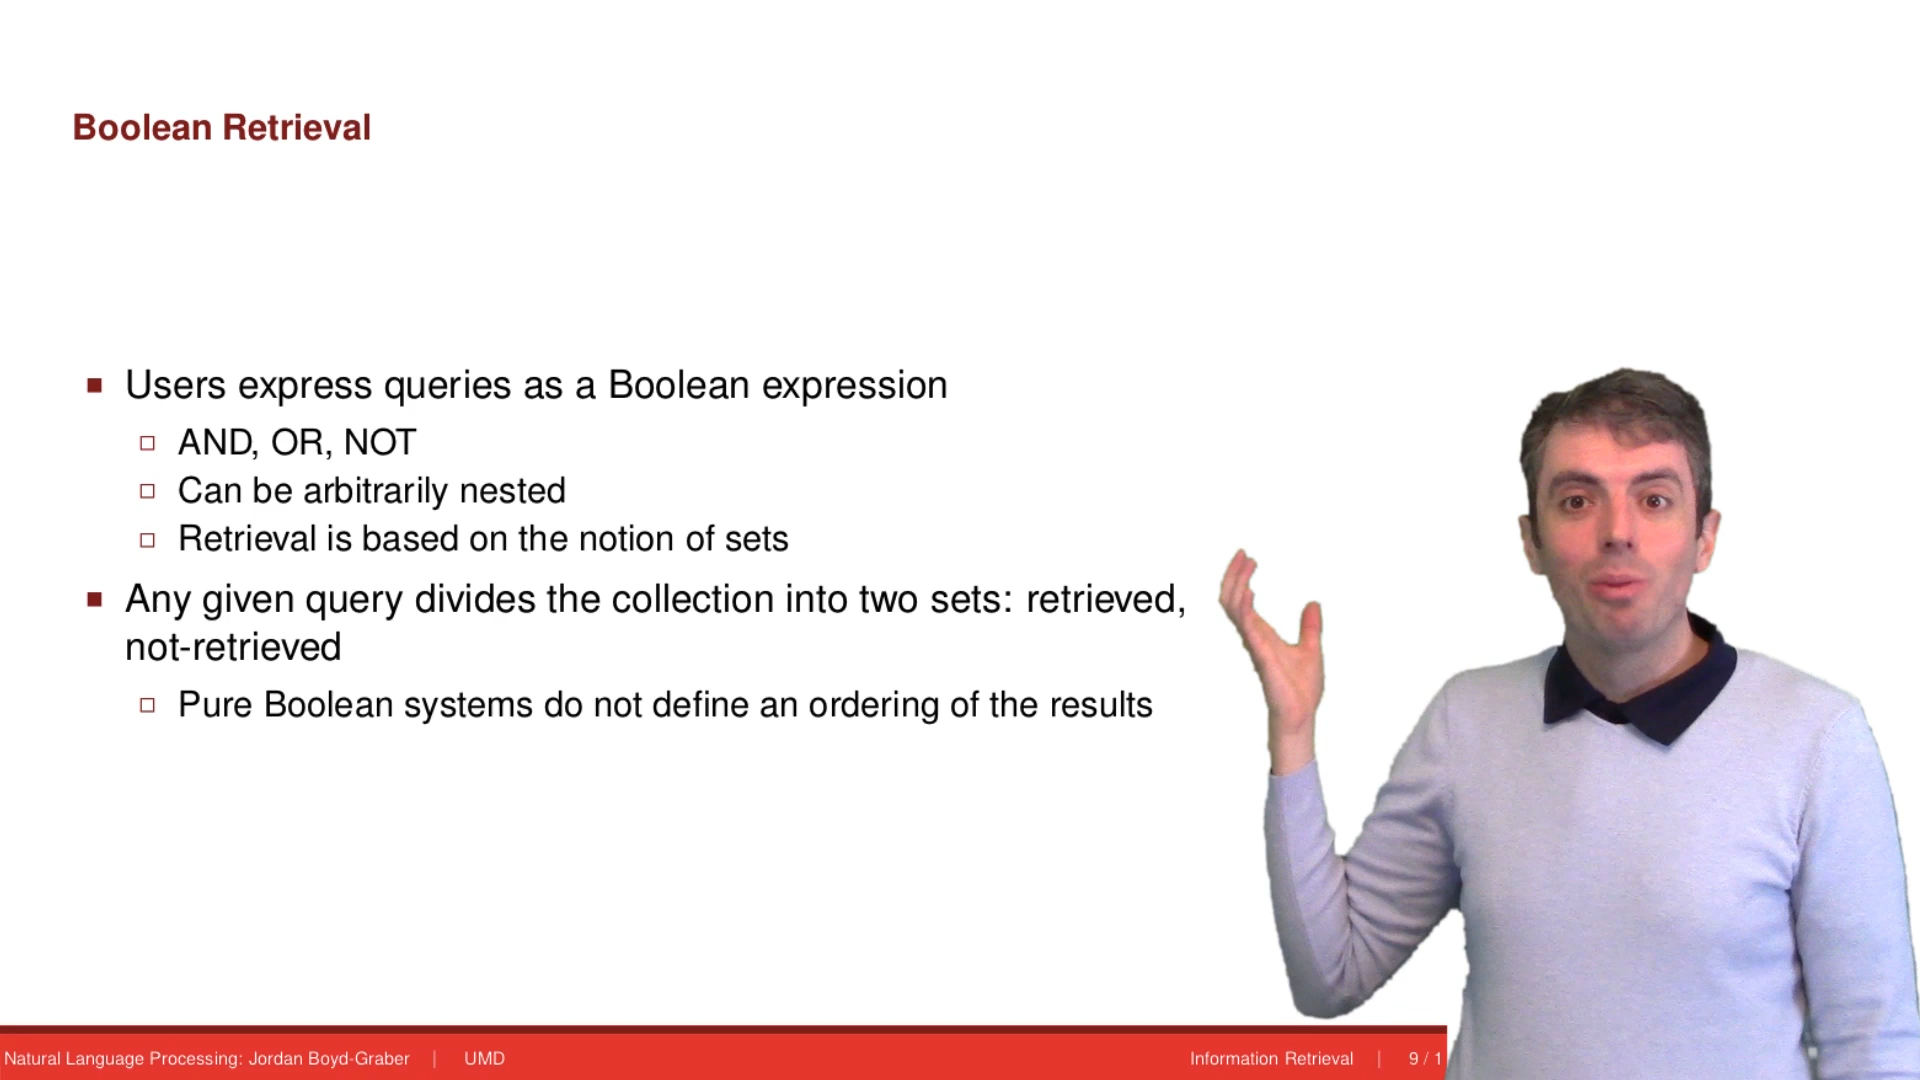 Boolean Retrieval
Users express queries as a Boolean expression
AND, OR, NOT
Can be arbitrarily nested
Retrieval is based on the notion of sets
Any given query divides the collection into two sets: retrieved,
not-retrieved
Pure Boolean systems do not define an ordering of the results
Natural Language Processing: Jordan Boyd-Graber | UMD Information Retrieval | 9 / 1